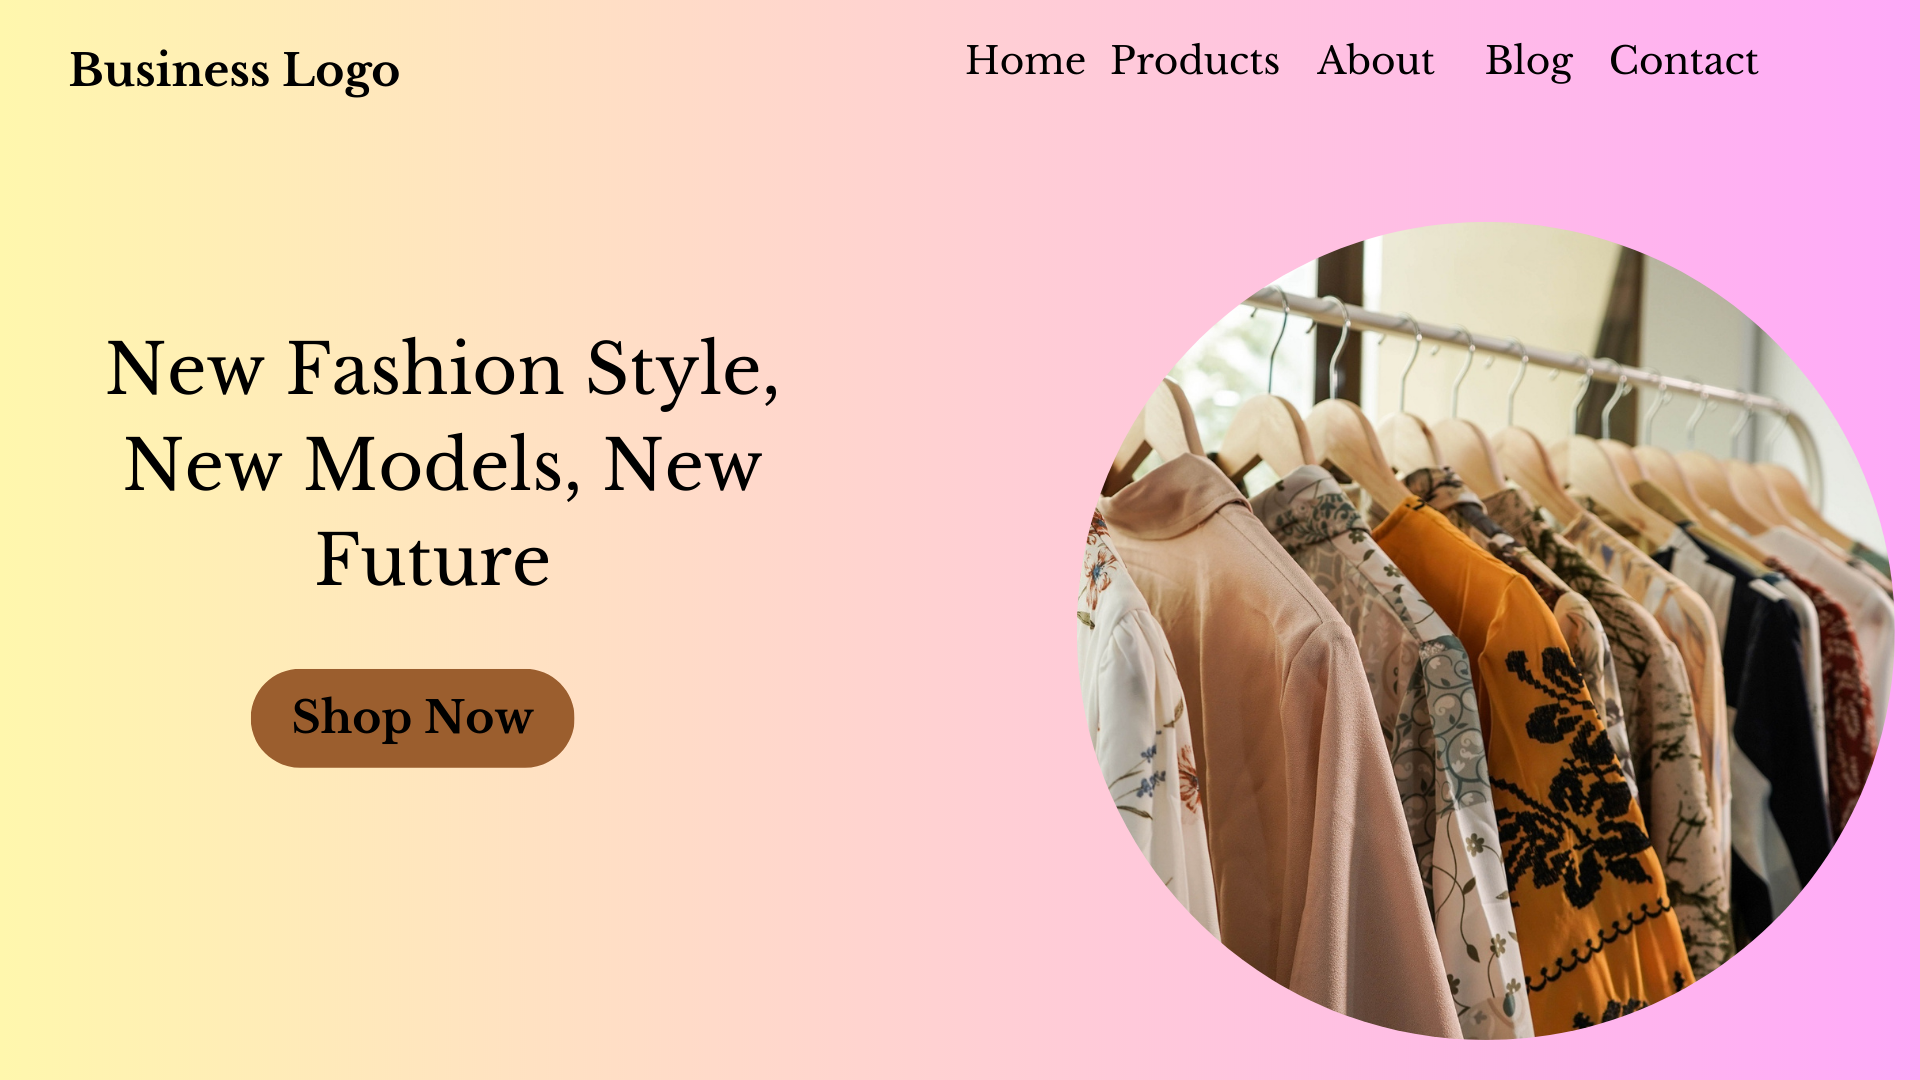 Business Logo
Home Products About Blog Contact
New Fashion Style,
New Models, New
Future
Shop Now